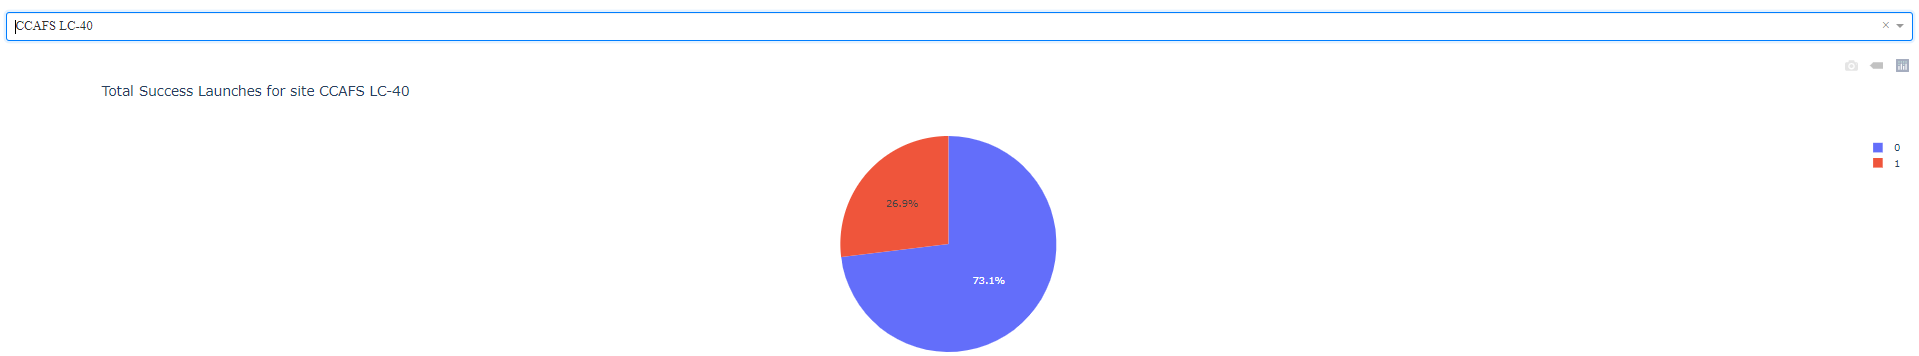 CCAFS LC-40
Total Success Launches for site CCAFS LC-40
0
1
26.9%
73.1%